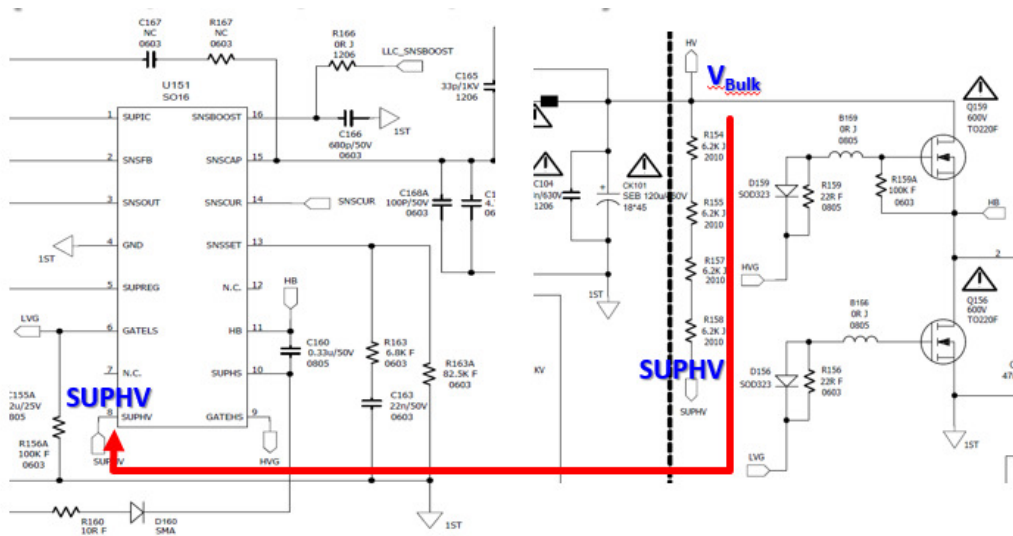 C167
NC
0603
R167
NC
0603
U151
SO16
1 SUPIC
2 SNSFB
3 SNSOUT
4 GND
5 SUPREG
6 GATELS
7 N.C.
8 SUPHV
SNSBOOST 16
SNSCAP 15
SNSCUR 14
SNSSET 13
N.C. 12
HB 11
SUPHS 10
GATEHS 9
1ST
LVG
SUPHV
2u/25V
R156A
100K F
0603
HVG
R160
10R F
D160
SMA
R166
0R J
1206
LLC_SNSBOOST
C166
680p/50V
0603
1ST
C165
33p/1KV
1206
SNSCUR
C168A
100P/50V
0603
HB
C160
0.33u/50V
0805
R163
6.8K F
0603
R163A
82.5K F
0603
C163
22n/50V
0603
1ST
C104
n/630V
1206
CK101
18*45
1ST
KV
HV
VBulk
R154
6.2K J
2010
R155
6.2K J
2010
R157
6.2K J
2010
R158
6.2K J
2010
SUPHV
SUPHV
Q159
600V
TO220F
B169
0R J
0805
D159
SOD323
R159
22R F
0805
R159A
100K F
0603
HB
HVG
2
Q156
600V
TO220F
B166
0R J
0805
D156
SOD323
R156
22R F
0603
LVG
1ST